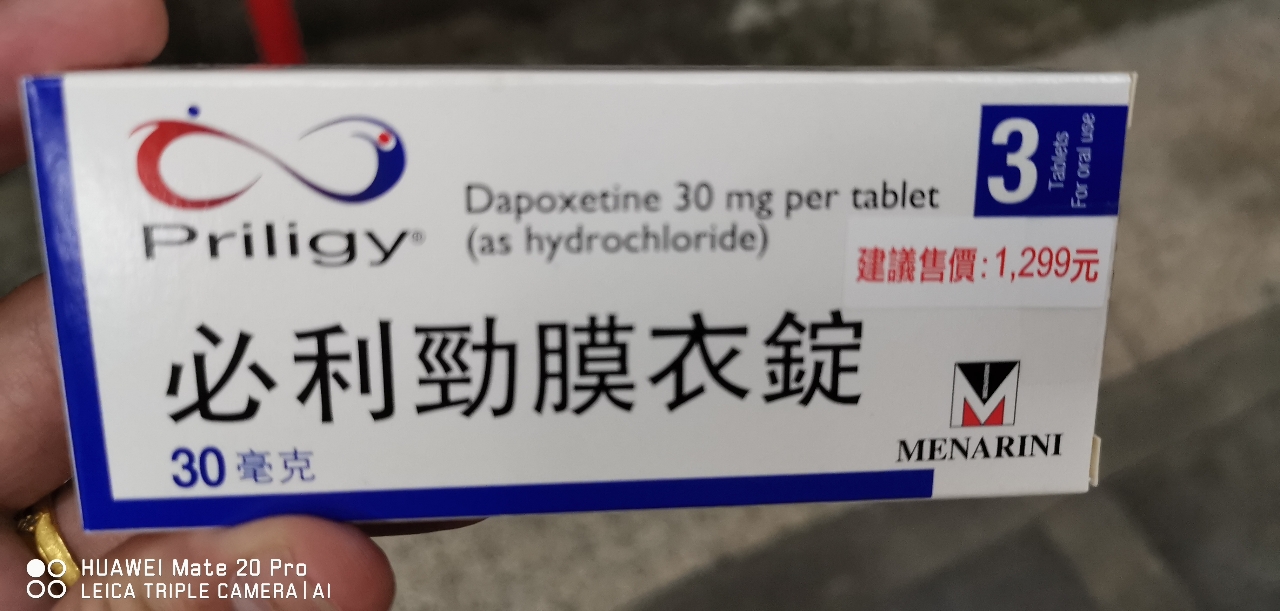 Priligy®
Dapoxetine 30 mg per tablet
(as hydrochloride)
3
Tablets
For oral use
建議售價:1,299元
必利勁膜衣錠
30 毫克
MENARINI
HUAWEI Mate 20 Pro
LEICA TRIPLE CAMERA | AI